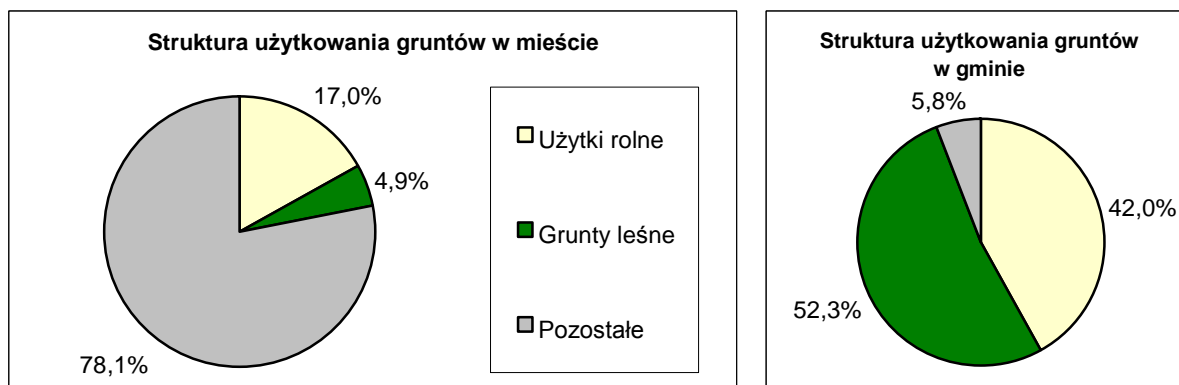 Struktura użytkowania gruntów w mieście
17,0%
4,9%
78,1%
Użytki rolne
Grunty leśne
Pozostałe
Struktura użytkowania gruntów
w gminie
5,8%
42,0%
52,3%